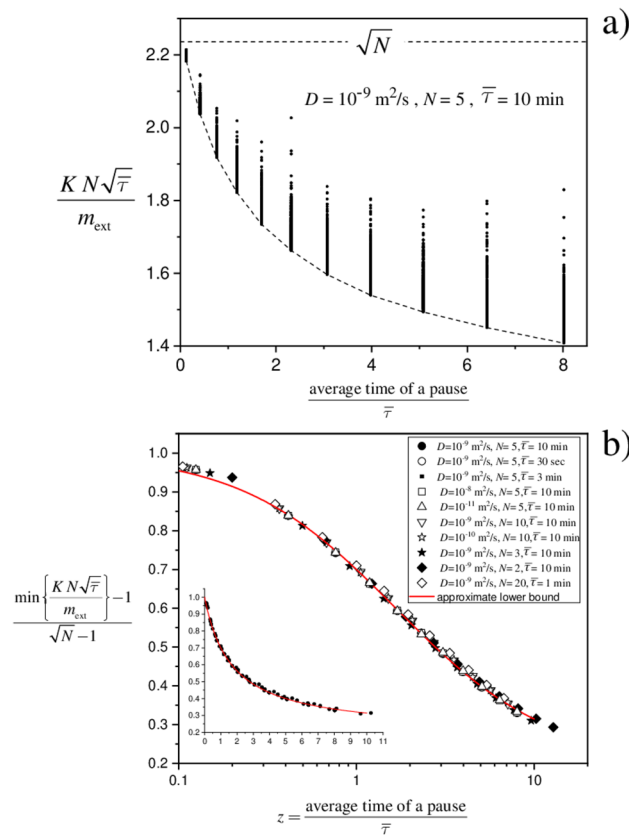 a)
√N
D = 10⁻⁹ m²/s , N = 5 , τ̅ = 10 min
K N√τ̅
m_ext
2.2
2.0
1.8
1.6
1.4
0 2 4 6 8
average time of a pause
τ̅
b)
D=10⁻⁹ m²/s, N= 5,τ̅= 10 min
D=10⁻⁹ m²/s, N= 5,τ̅= 30 sec
D=10⁻⁹ m²/s, N= 5,τ̅= 3 min
D=10⁻⁸ m²/s, N= 5,τ̅= 10 min
D=10⁻¹¹ m²/s, N= 5,τ̅= 10 min
D=10⁻⁹ m²/s, N= 10,τ̅= 10 min
D=10⁻¹⁰ m²/s, N= 10,τ̅= 10 min
D=10⁻⁹ m²/s, N= 3,τ̅= 10 min
D=10⁻⁹ m²/s, N= 2,τ̅= 10 min
D=10⁻⁹ m²/s, N= 20,τ̅= 1 min
approximate lower bound
min{K N√τ̅ / m_ext} −1
√N −1
1.0
0.9
0.8
0.7
0.6
0.5
0.4
0.3
0.2
1.0
0.9
0.8
0.7
0.6
0.5
0.4
0.3
0.2
0 1 2 3 4 5 6 7 8 9 10 11
0.1 1 10
z = average time of a pause
τ̅